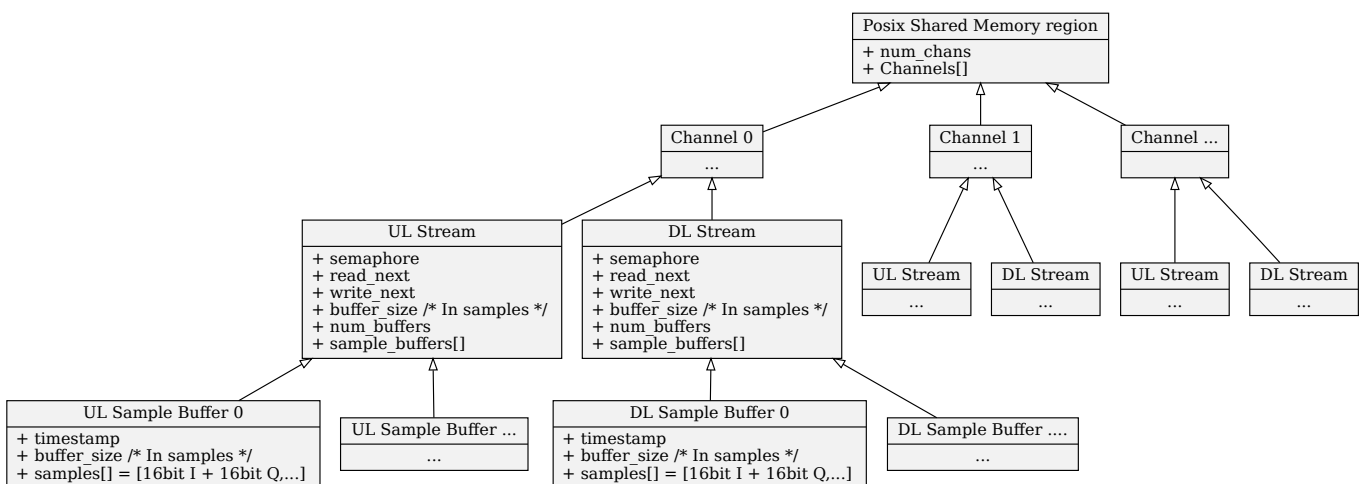 Posix Shared Memory region
+ num_chans
+ Channels[]
Channel 0
...
Channel 1
...
Channel ...
UL Stream
+ semaphore
+ read_next
+ write_next
+ buffer_size /* In samples */
+ num_buffers
+ sample_buffers[]
DL Stream
+ semaphore
+ read_next
+ write_next
+ buffer_size /* In samples */
+ num_buffers
+ sample_buffers[]
UL Stream
...
DL Stream
...
UL Stream
...
DL Stream
...
UL Sample Buffer 0
+ timestamp
+ buffer_size /* In samples */
+ samples[] = [16bit I + 16bit Q,...]
UL Sample Buffer ...
...
DL Sample Buffer 0
+ timestamp
+ buffer_size /* In samples */
+ samples[] = [16bit I + 16bit Q,...]
DL Sample Buffer ....
...